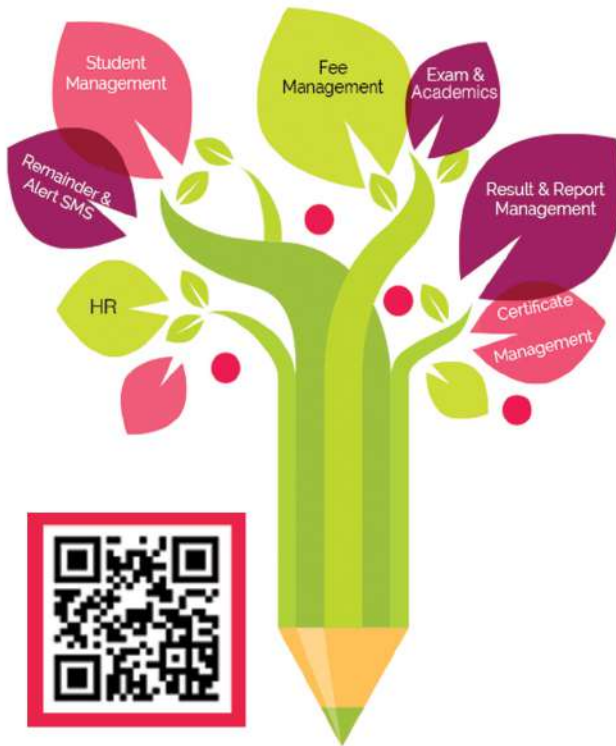 Student
Management
Fee
Management
Exam &
Academics
Remainder &
Alert SMS
Result & Report
Management
HR
Certificate
Management